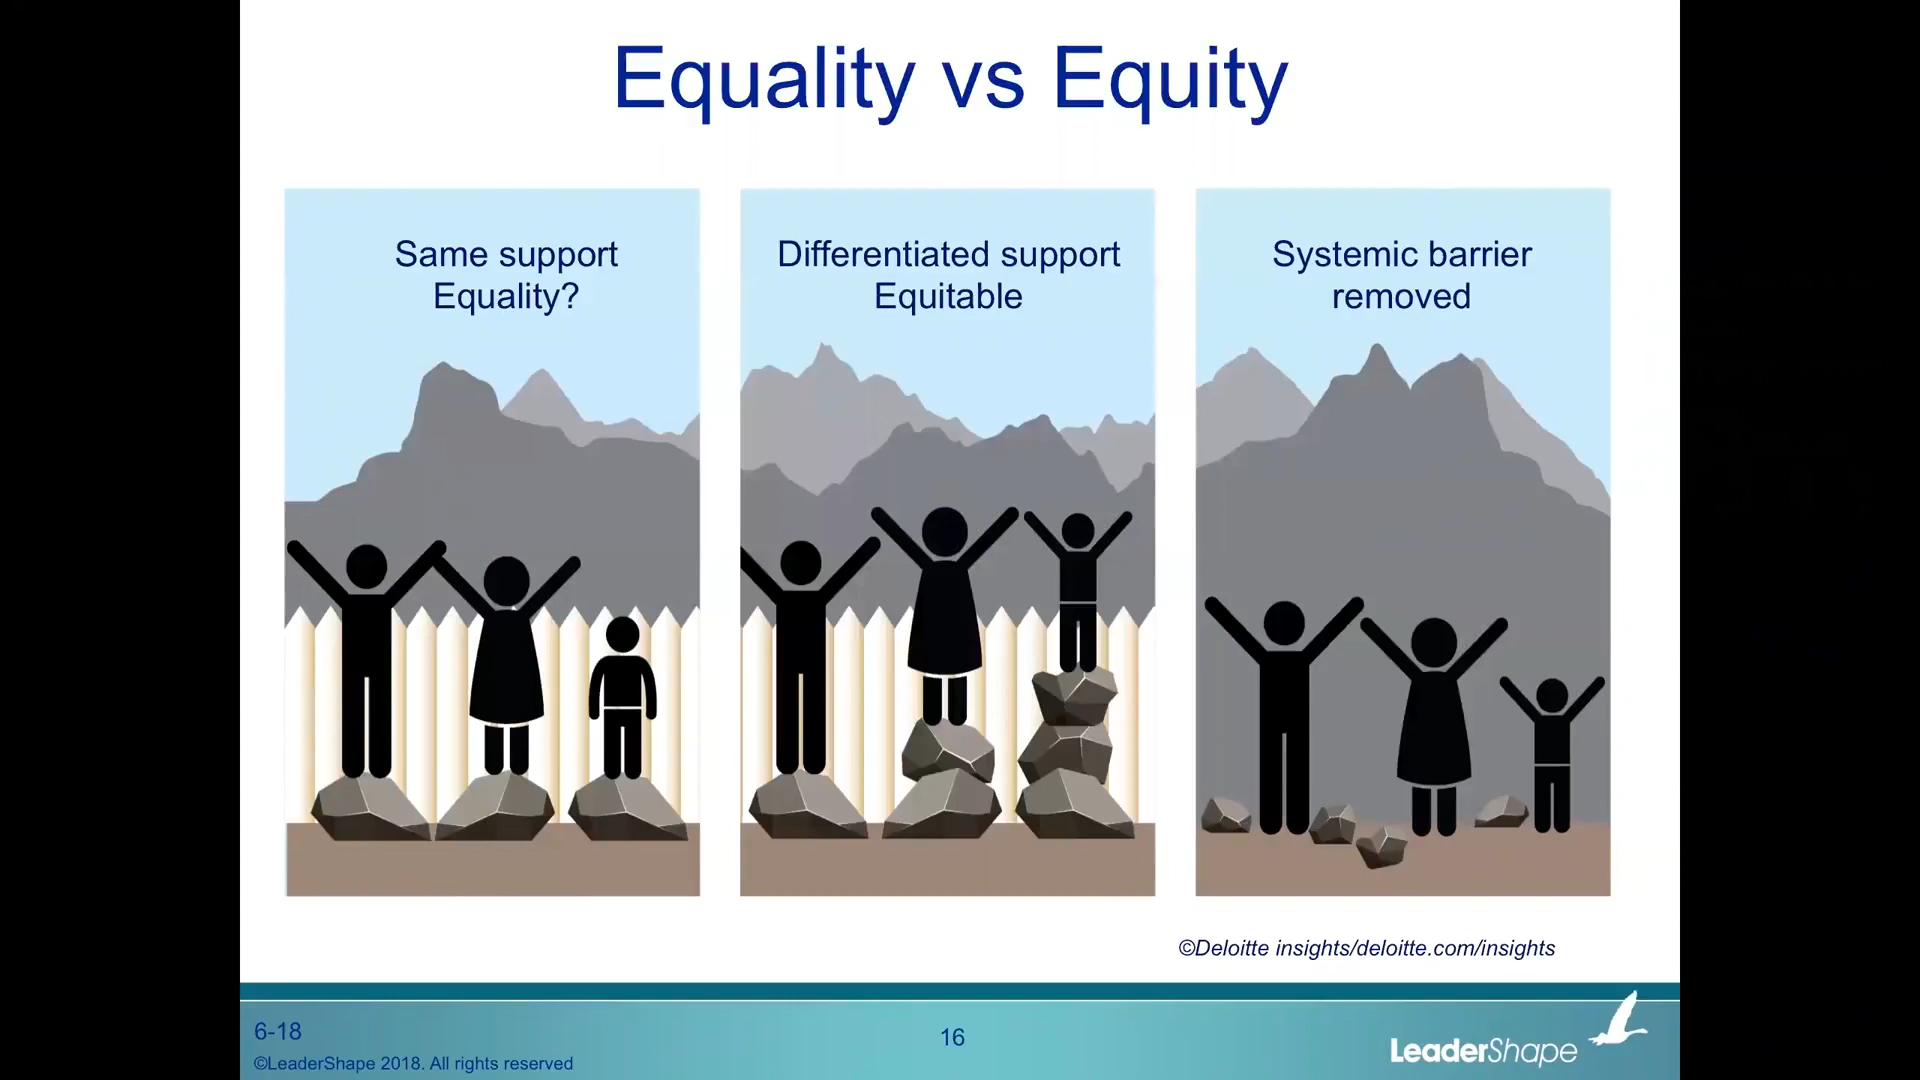 Equality vs Equity
Same support
Equality?
Differentiated support
Equitable
Systemic barrier
removed
©Deloitte insights/deloitte.com/insights
6-18
©LeaderShape 2018. All rights reserved
16
LeaderShape